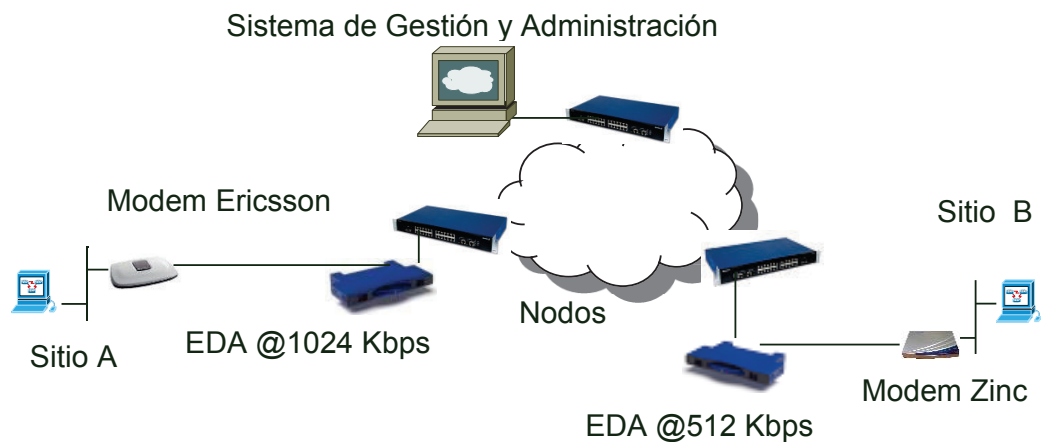 Sistema de Gestión y Administración
Modem Ericsson
Sitio B
Nodos
EDA @1024 Kbps
Sitio A
Modem Zinc
EDA @512 Kbps